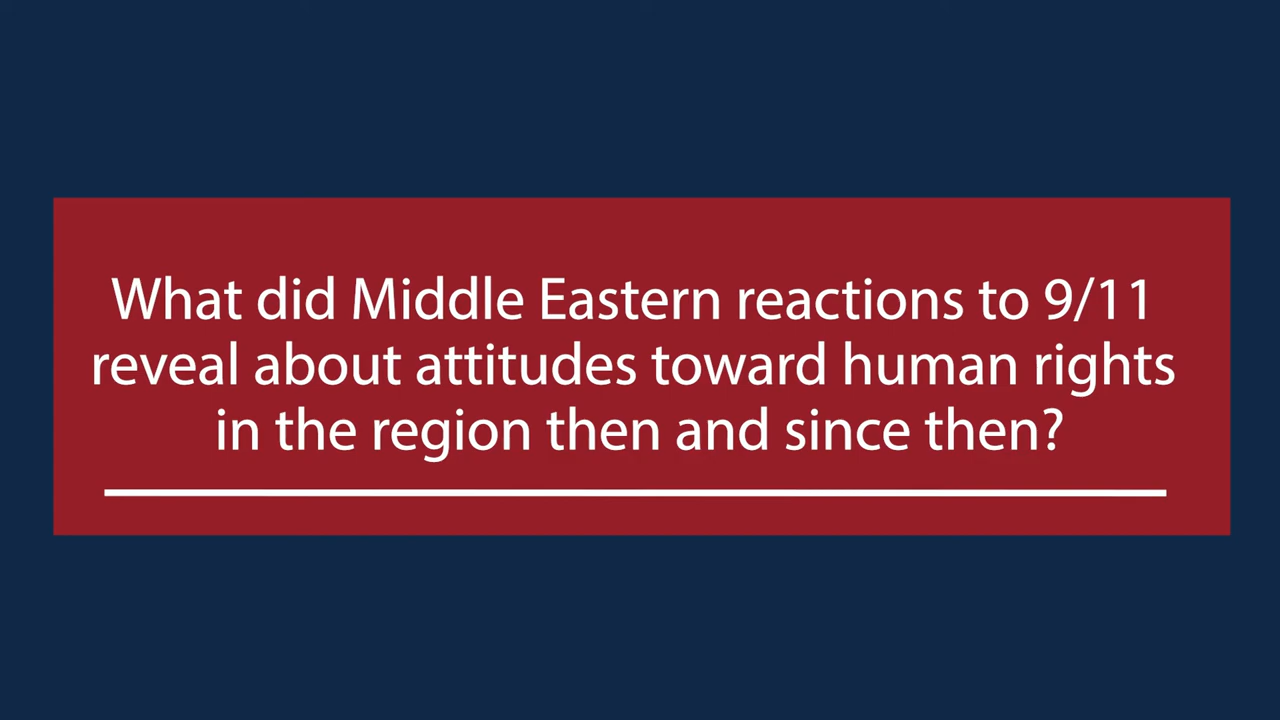 What did Middle Eastern reactions to 9/11
reveal about attitudes toward human rights
in the region then and since then?